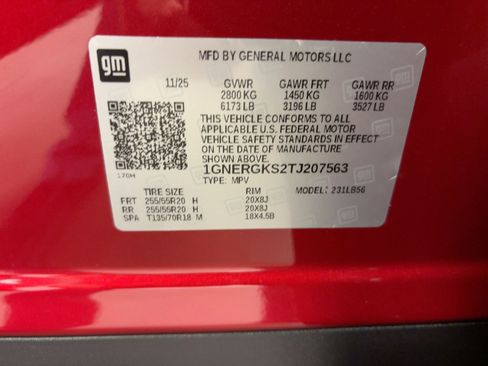 gm
MFD BY GENERAL MOTORS LLC
11/25 GVWR GAWR FRT GAWR RR
2800 KG 1450 KG 1600 KG
6173 LB 3196 LB 3527 LB
THIS VEHICLE CONFORMS TO ALL
APPLICABLE U.S. FEDERAL MOTOR
VEHICLE SAFETY STANDARDS IN EFFECT
ON THE DATE OF MANUFACTURE SHOWN ABOVE.
1GNERGKS2TJ207563
170H TYPE: MPV
TIRE SIZE RIM MODEL: 231LB56
FRT 255/55R20 H 20X8J
RR 255/55R20 H 20X8J
SPA T135/70R18 M 18X4.5B